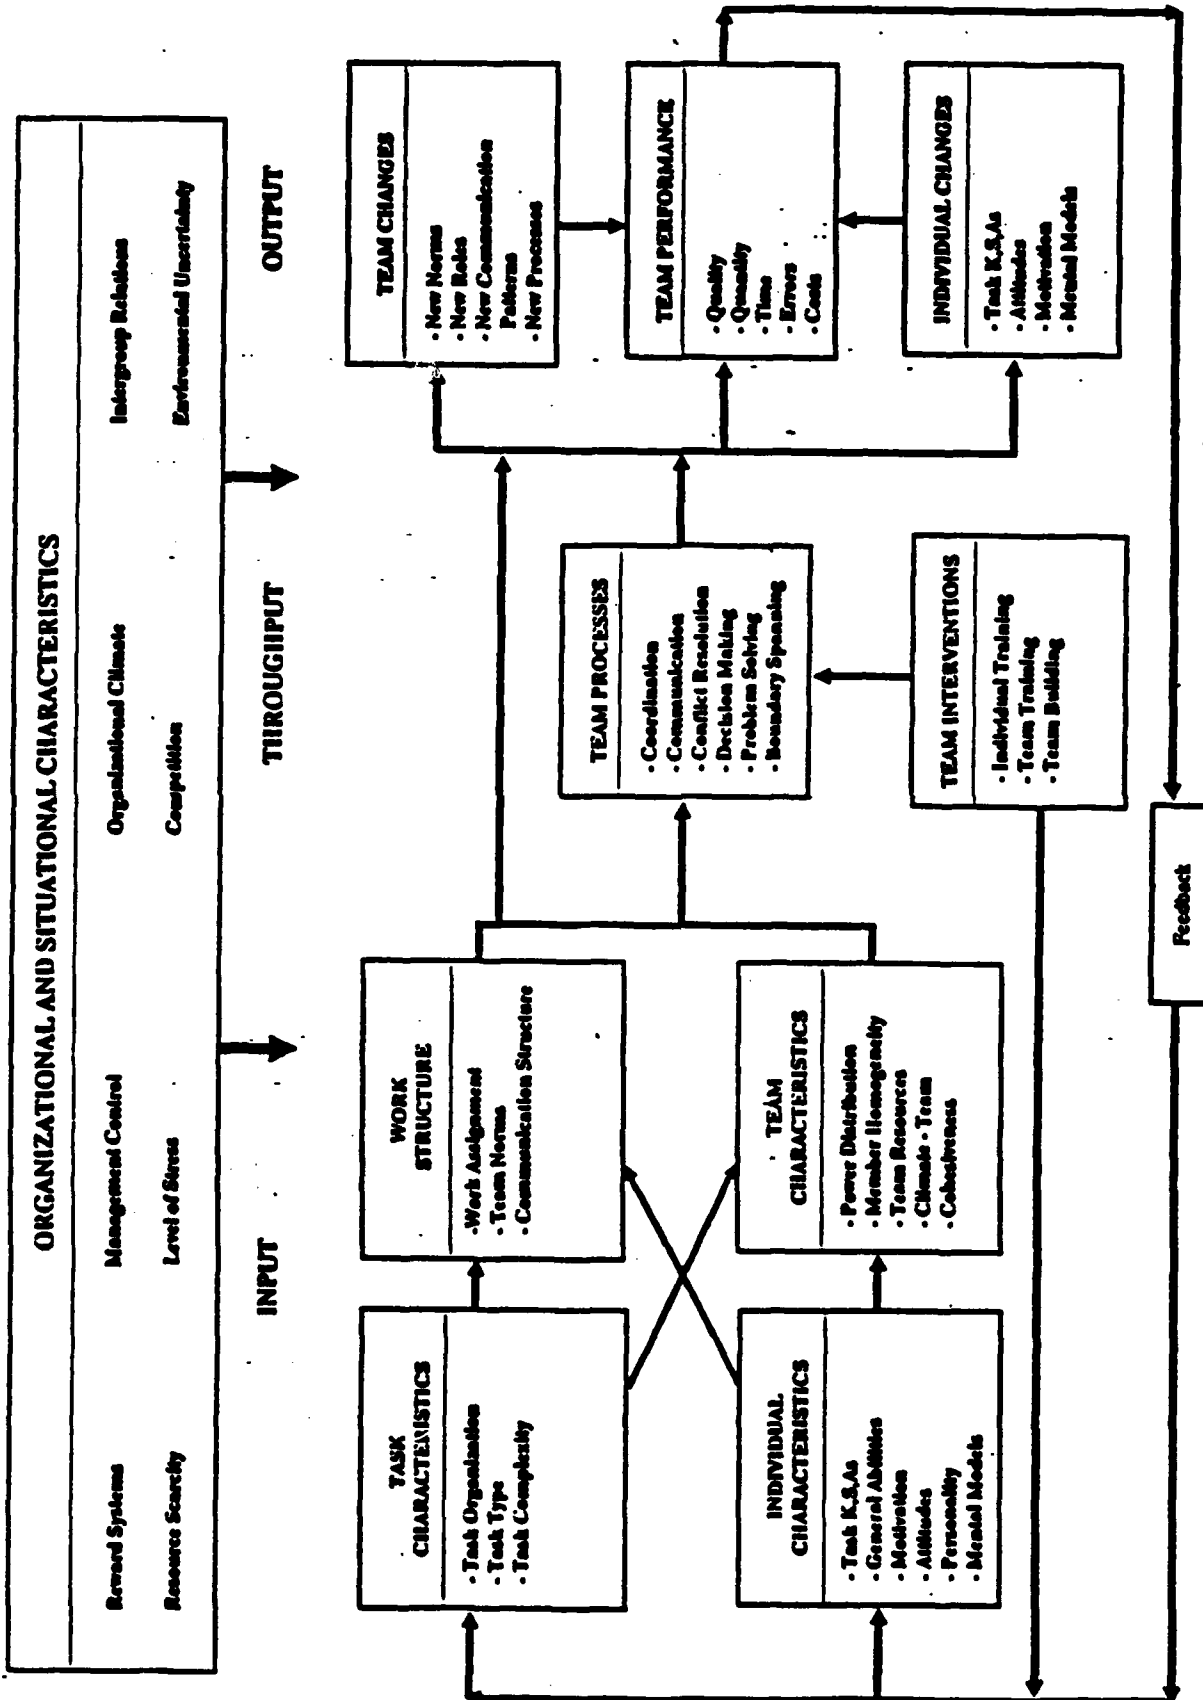 ORGANIZATIONAL AND SITUATIONAL CHARACTERISTICS
Reward Systems
Management Control
Organizational Climate
Intergroup Relations
Resource Scarcity
Level of Stress
Competition
Environmental Uncertainty
INPUT
THROUGHPUT
OUTPUT
TASK
CHARACTERISTICS
- Task Organization
- Task Type
- Task Complexity
WORK
STRUCTURE
- Work Assignment
- Team Norms
- Communication Structure
INDIVIDUAL
CHARACTERISTICS
- Task K,S,As
- General Abilities
- Motivation
- Attitudes
- Personality
- Mental Models
TEAM
CHARACTERISTICS
- Power Distribution
- Member Homogeneity
- Team Resources
- Climate - Team
- Cohesiveness
TEAM PROCESSES
- Coordination
- Communication
- Conflict Resolution
- Decision Making
- Problem Solving
- Boundary Spanning
TEAM INTERVENTIONS
- Individual Training
- Team Training
- Team Building
TEAM CHANGES
- New Norms
- New Roles
- New Communication
Patterns
- New Processes
TEAM PERFORMANCE
- Quality
- Quantity
- Time
- Errors
- Costs
INDIVIDUAL CHANGES
- Task K,S,As
- Attitudes
- Motivation
- Mental Models
Feedback